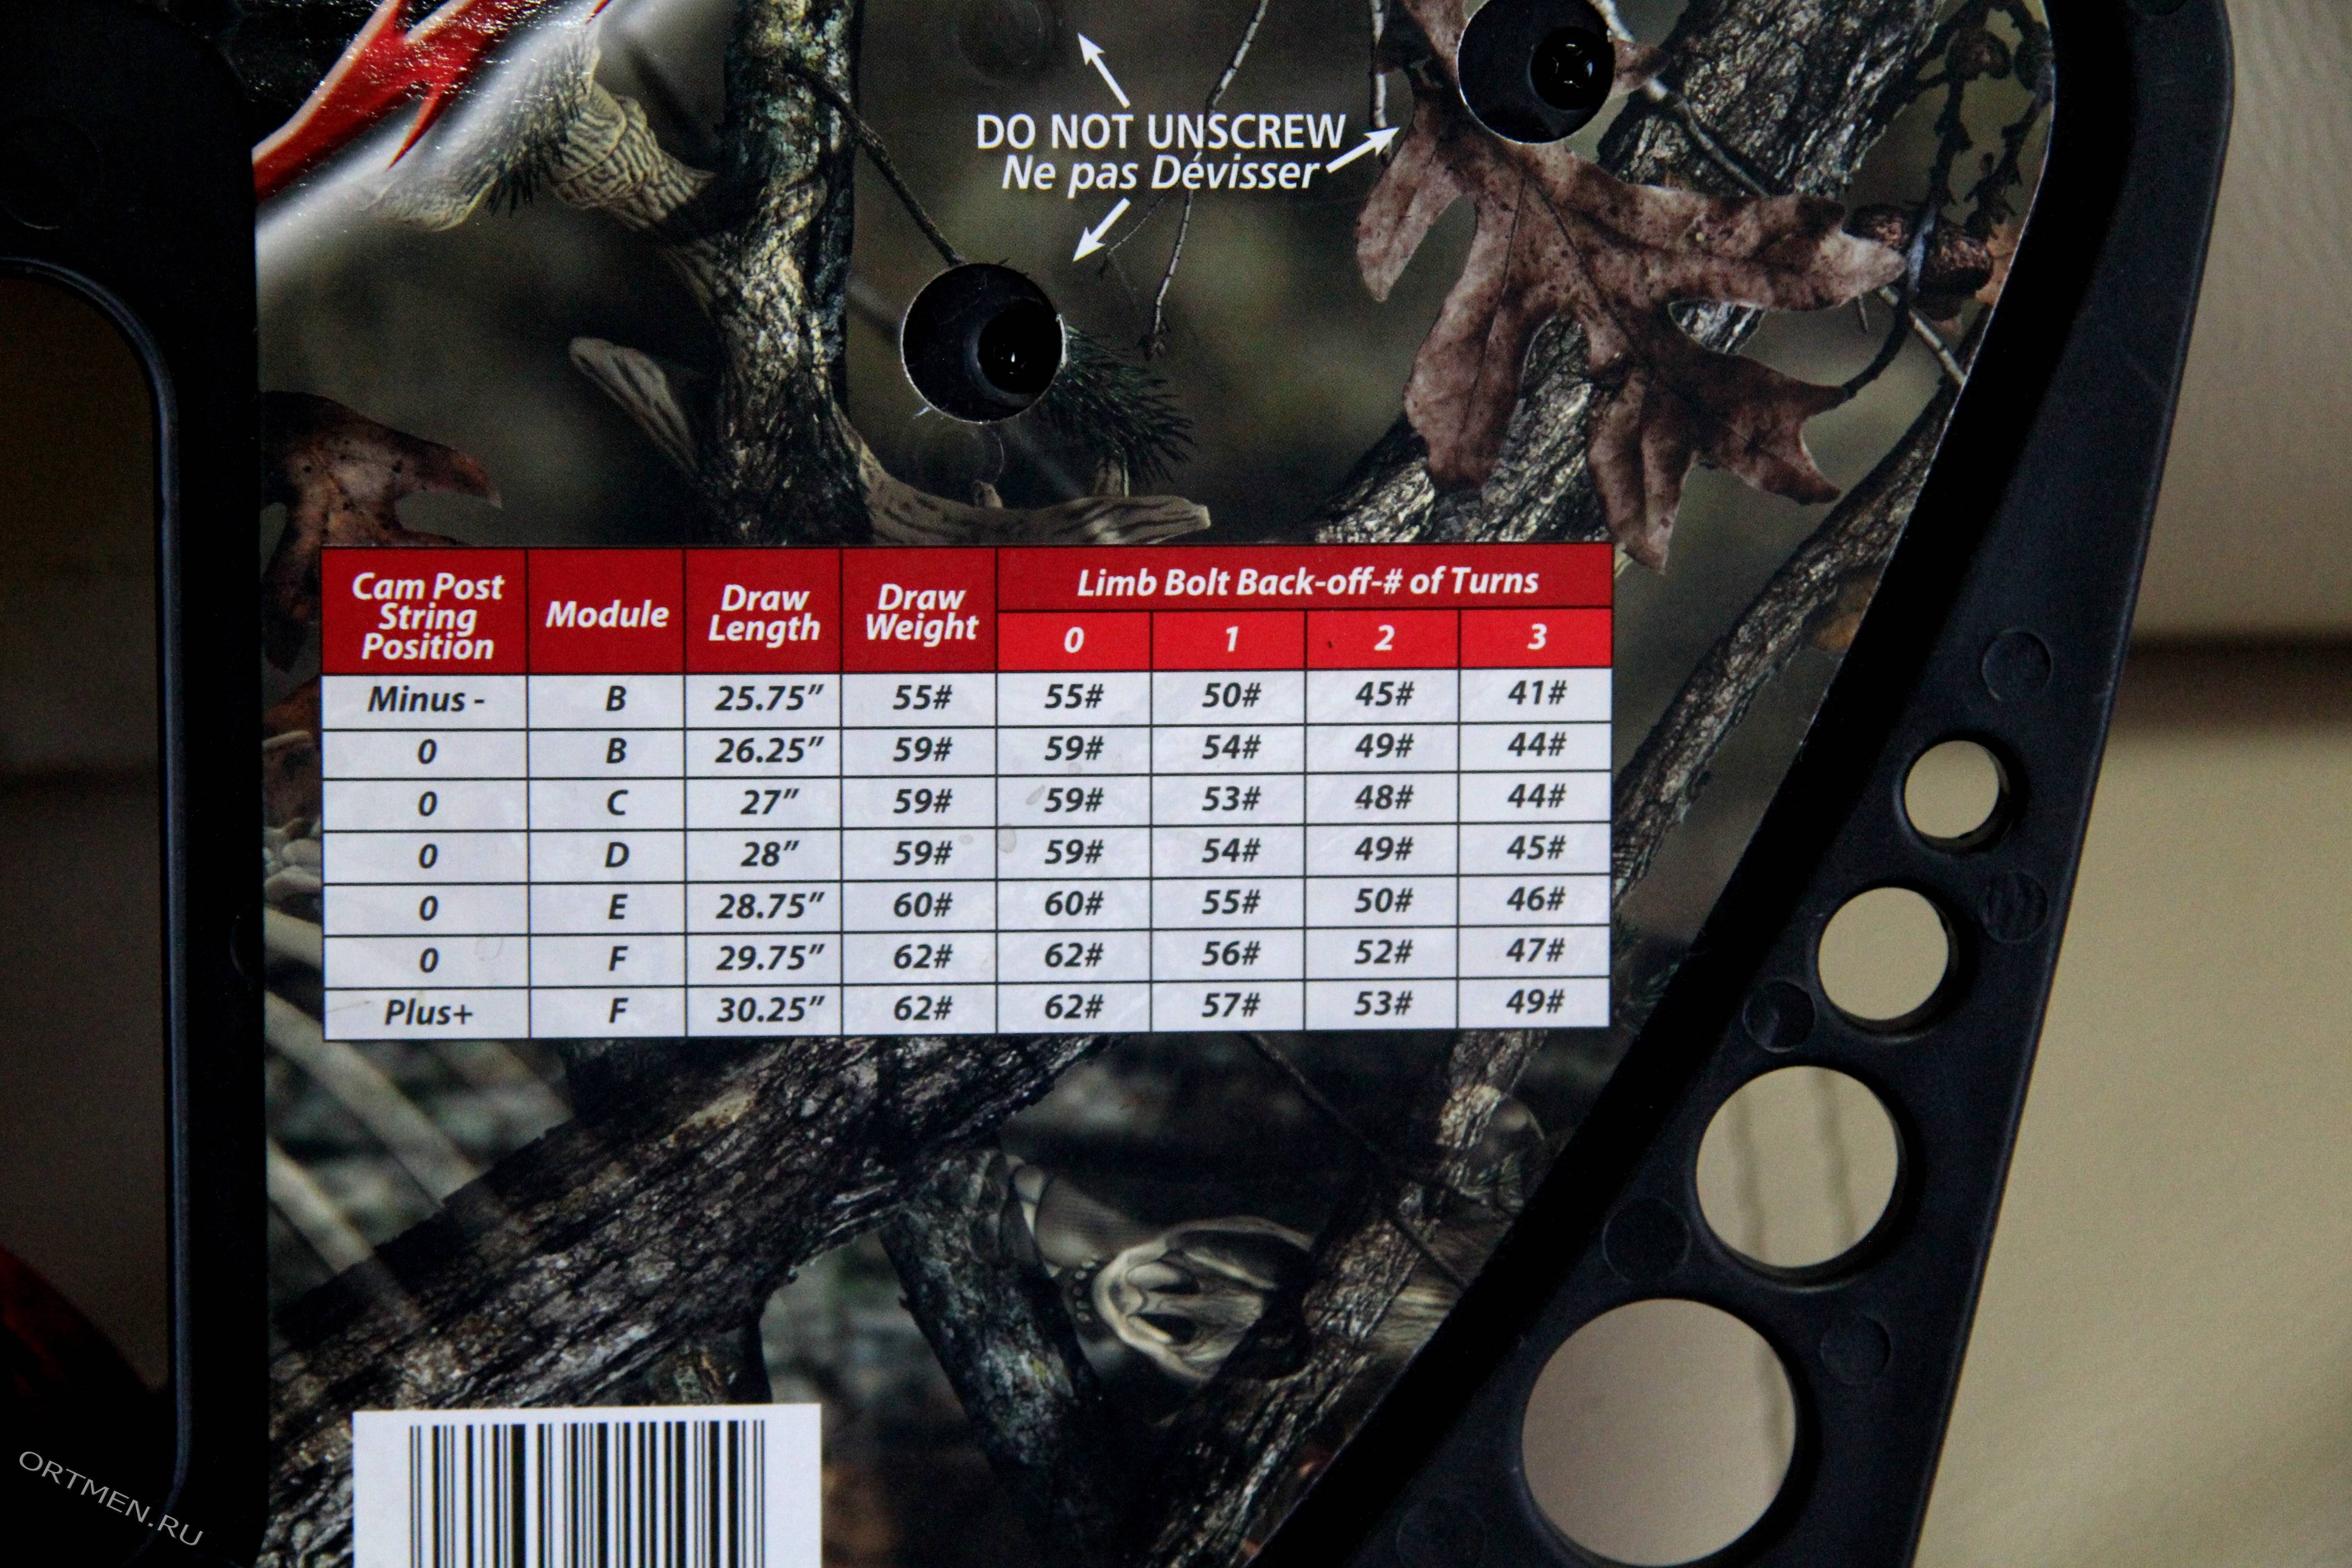 DO NOT UNSCREW
Ne pas Dévisser
Cam Post String Position Module Draw Length Draw Weight Limb Bolt Back-off-# of Turns
0 1 2 3
Minus - B 25.75” 55# 55# 50# 45# 41#
0 B 26.25” 59# 59# 54# 49# 44#
0 C 27” 59# 59# 53# 48# 44#
0 D 28” 59# 59# 54# 49# 45#
0 E 28.75” 60# 60# 55# 50# 46#
0 F 29.75” 62# 62# 56# 52# 47#
Plus+ F 30.25” 62# 62# 57# 53# 49#
ORTMEN.RU